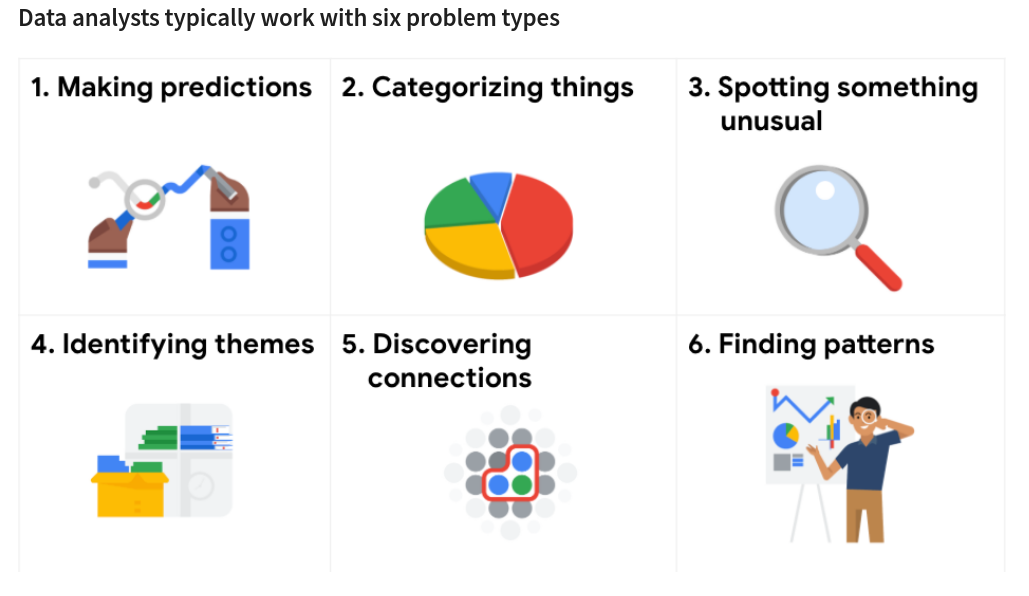 Data analysts typically work with six problem types
1. Making predictions
2. Categorizing things
3. Spotting something
unusual
4. Identifying themes
5. Discovering
connections
6. Finding patterns